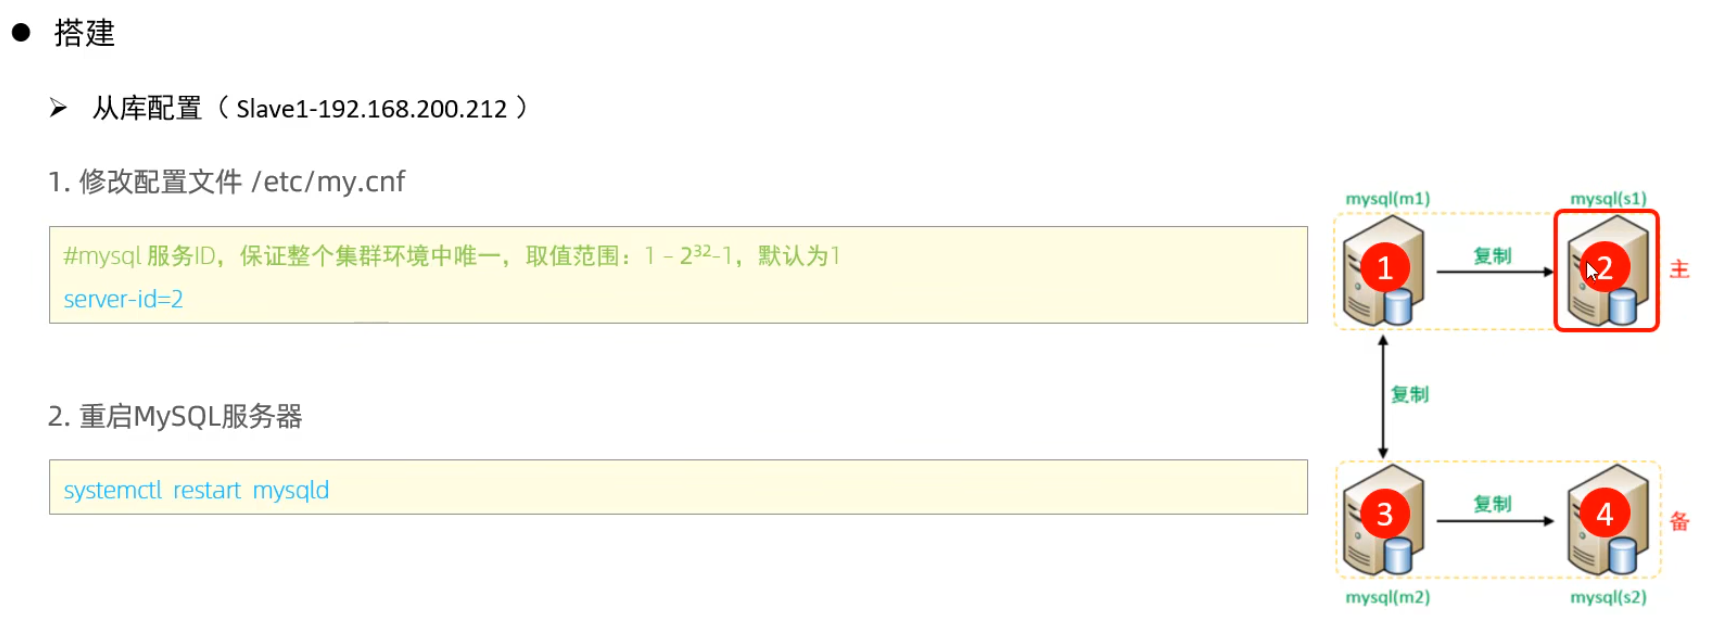 搭建
从库配置（ Slave1-192.168.200.212 ）
1. 修改配置文件 /etc/my.cnf
#mysql 服务ID，保证整个集群环境中唯一，取值范围：1 – 2³²-1，默认为1
server-id=2
2. 重启MySQL服务器
systemctl restart mysqld
mysql(m1)
mysql(s1)
1
复制
2
主
复制
3
复制
4
备
mysql(m2)
mysql(s2)